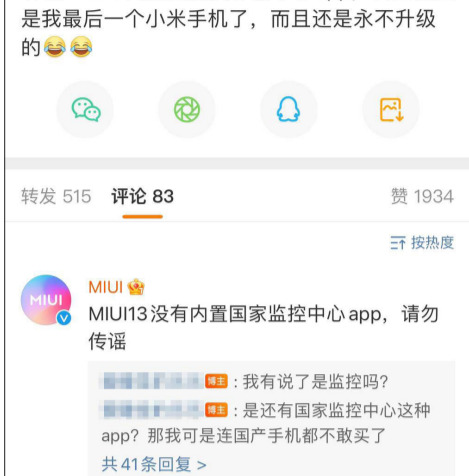 是我最后一个小米手机了，而且还是永不升级
的😂😂
转发 515 评论 83 赞 1934
按热度
MIUI
MIUI
MIUI13没有内置国家监控中心app，请勿
传谣
博主：我有说了是监控吗？
博主：是还有国家监控中心这种
app？那我可是连国产手机都不敢买了
共41条回复 >